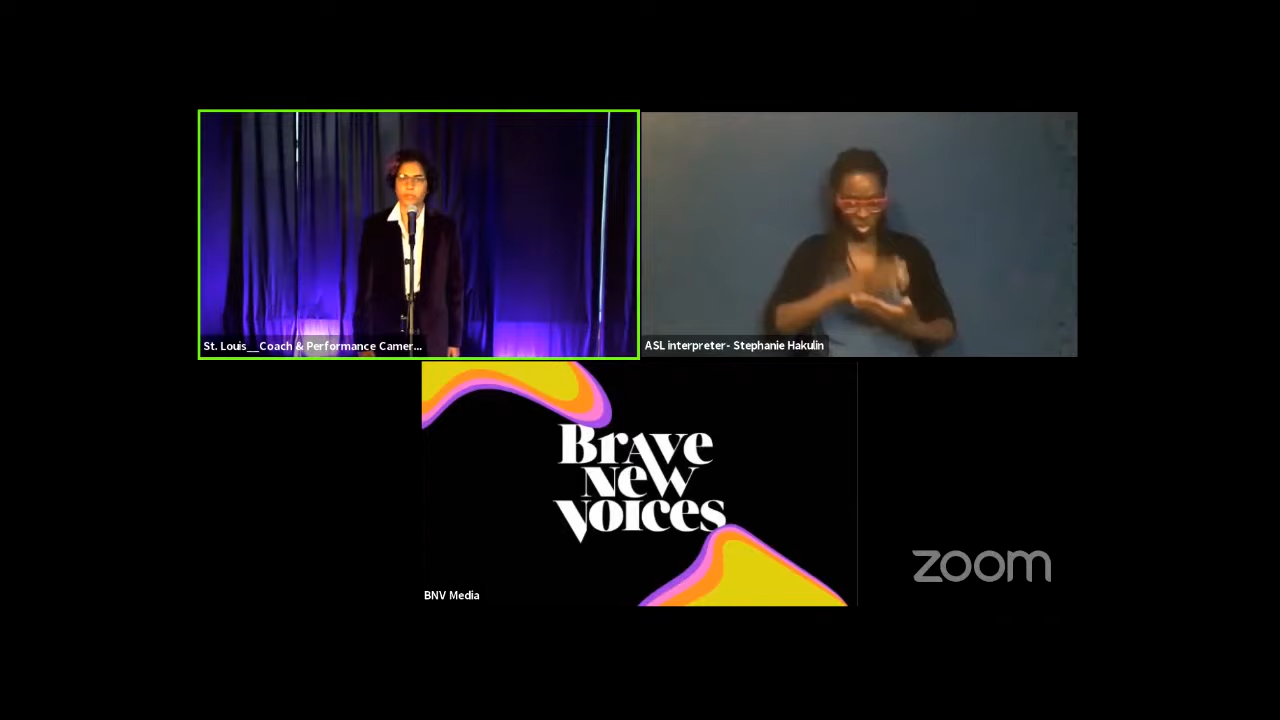 St. Louis__Coach & Performance Camer...
ASL interpreter- Stephanie Hakulin
Brave
New
Voices
BNV Media
zoom